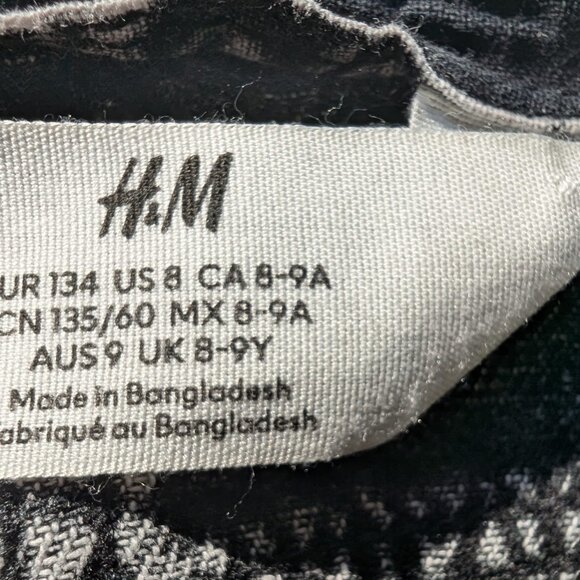 H&M
UR 134 US 8 CA 8-9A
CN 135/60 MX 8-9A
AUS 9 UK 8-9Y
Made in Bangladesh
abriqué au Bangladesh